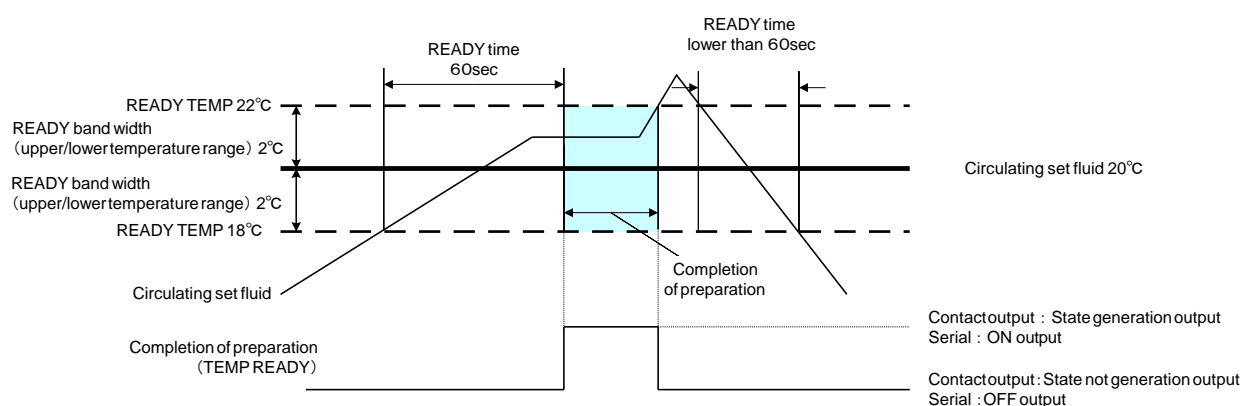 READY time
60sec
READY time
lower than 60sec
READY TEMP 22℃
READY band width
(upper/lower temperature range) 2℃
Circulating set fluid 20℃
READY band width
(upper/lower temperature range) 2℃
READY TEMP 18℃
Completion
of preparation
Circulating set fluid
Contact output : State generation output
Serial : ON output
Completion of preparation
(TEMP READY)
Contact output : State not generation output
Serial : OFF output